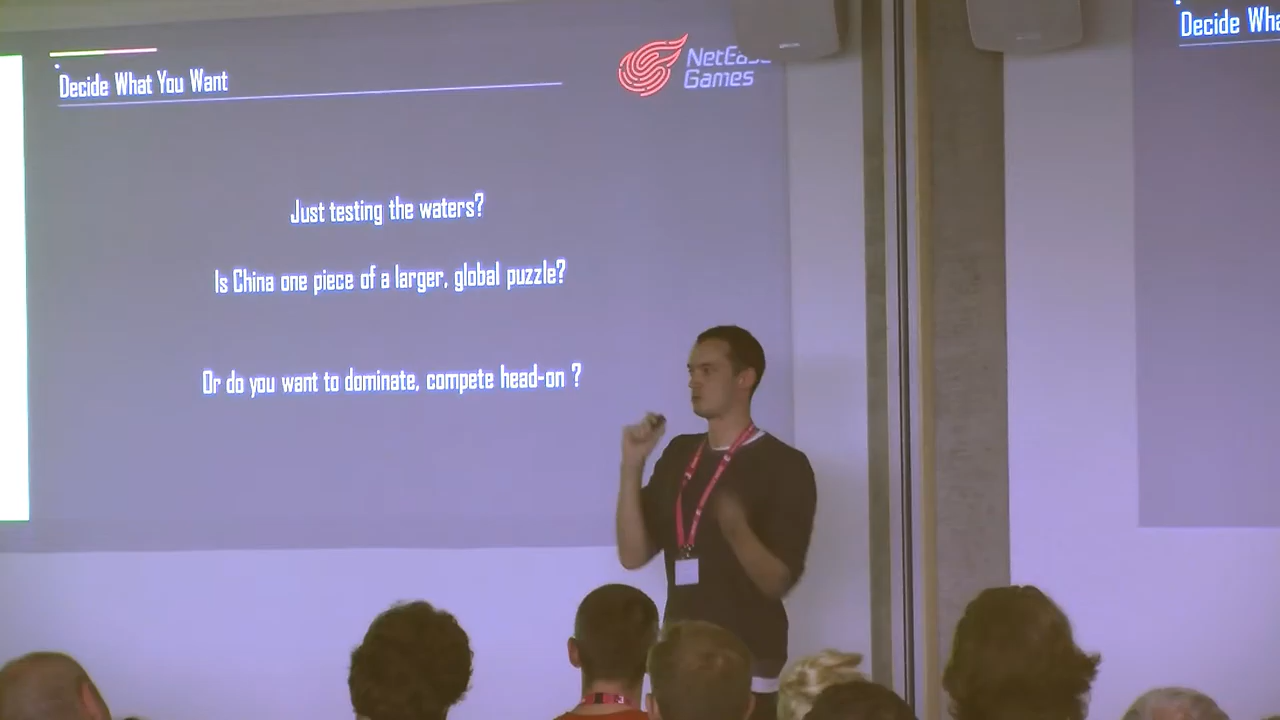 Decide What You Want
NetEase
Games
Just testing the waters?
Is China one piece of a larger, global puzzle?
Or do you want to dominate, compete head-on ?
Decide Wha